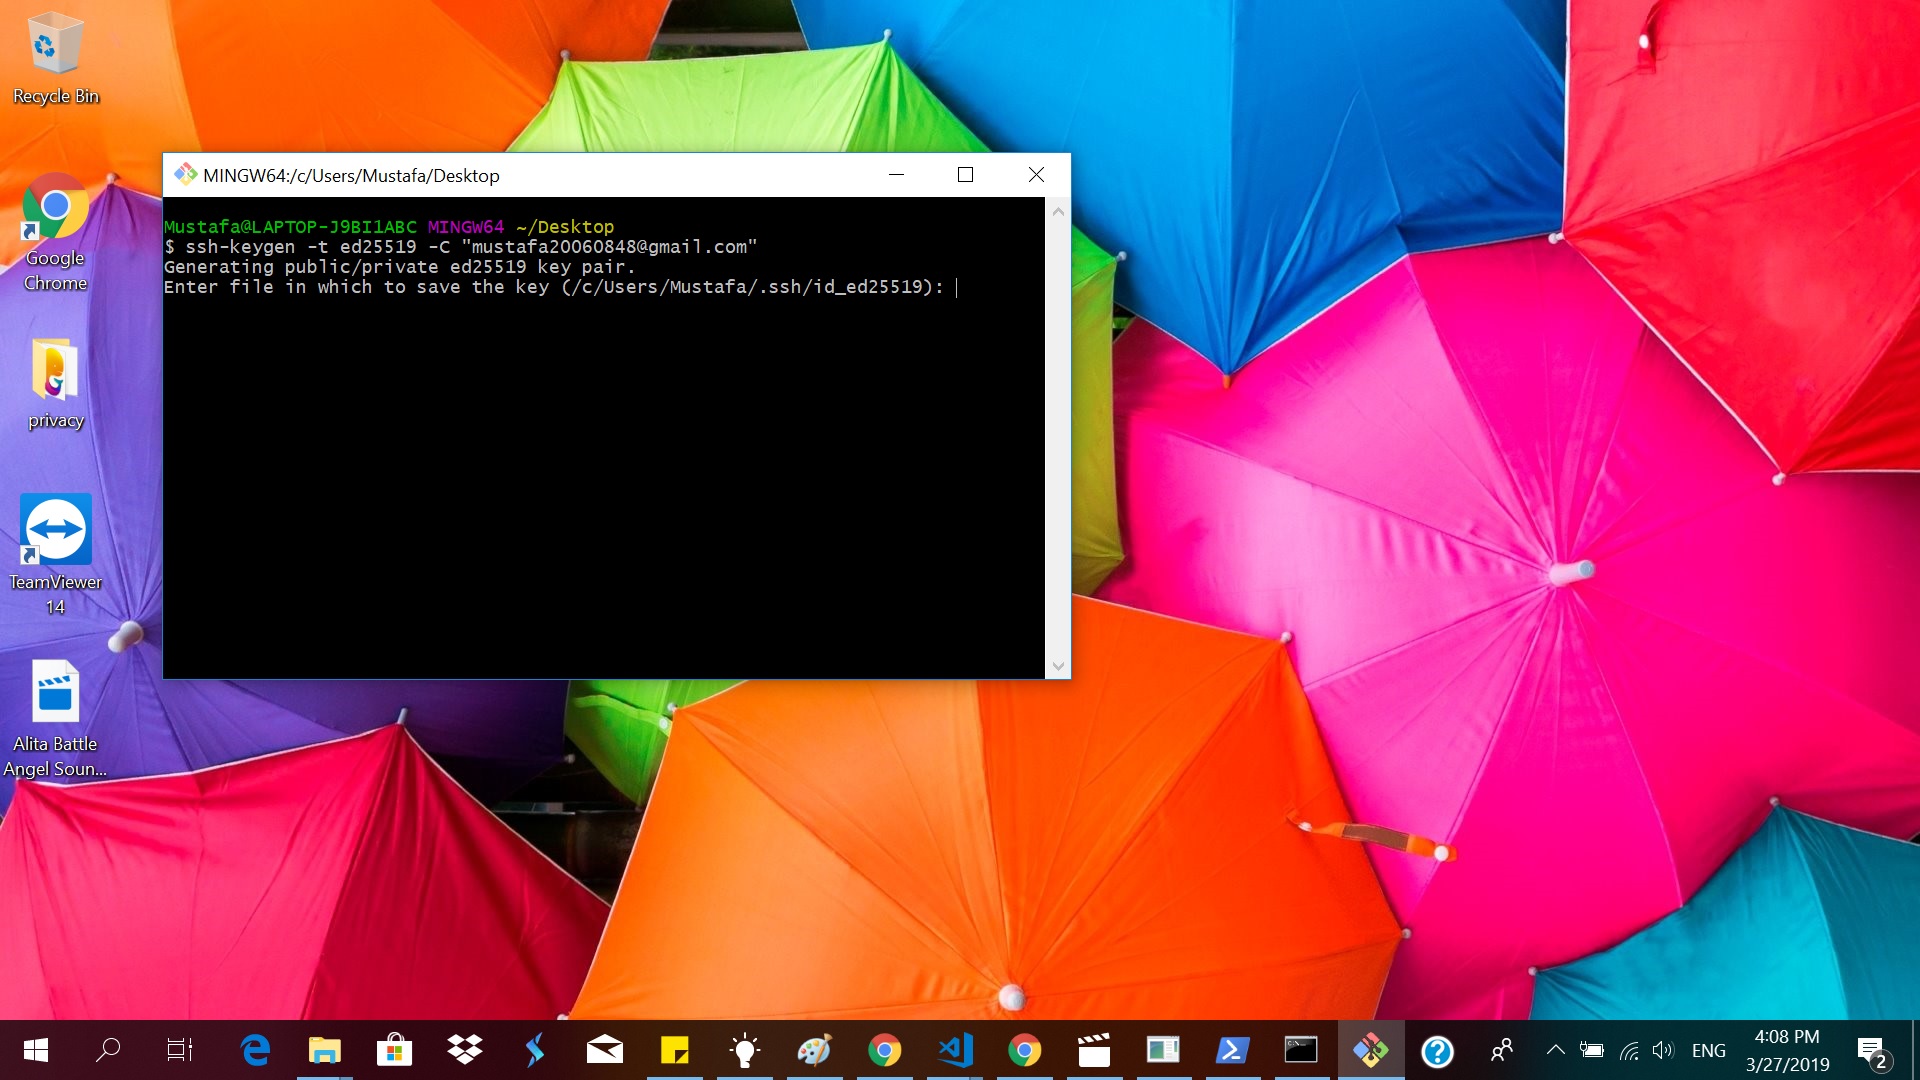 Recycle Bin
Google
Chrome
privacy
TeamViewer
14
Alita Battle
Angel Soun...
MINGW64:/c/Users/Mustafa/Desktop
Mustafa@LAPTOP-J9BI1ABC MINGW64 ~/Desktop
$ ssh-keygen -t ed25519 -C "mustafa20060848@gmail.com"
Generating public/private ed25519 key pair.
Enter file in which to save the key (/c/Users/Mustafa/.ssh/id_ed25519):
ENG
4:08 PM
3/27/2019
2